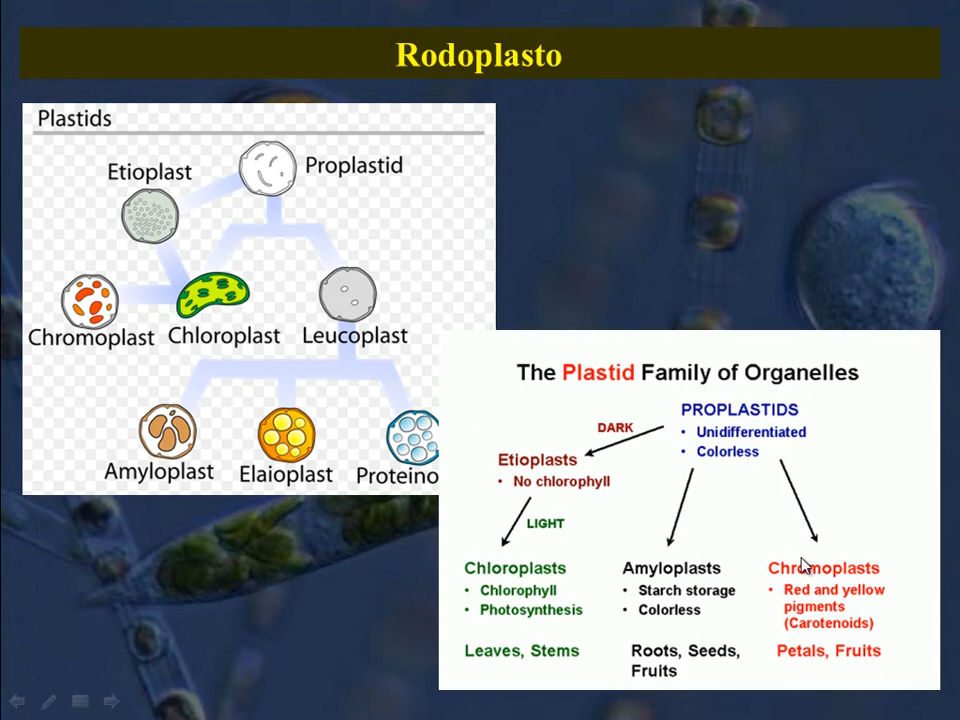 Rodoplasto
Plastids
Etioplast
Proplastid
Chromoplast
Chloroplast
Leucoplast
Amyloplast
Elaioplast
Proteino
The Plastid Family of Organelles
PROPLASTIDS
• Unidifferentiated
• Colorless
DARK
Etioplasts
• No chlorophyll
LIGHT
Chloroplasts
• Chlorophyll
• Photosynthesis
Leaves, Stems
Amyloplasts
• Starch storage
• Colorless
Roots, Seeds,
Fruits
Chromoplasts
• Red and yellow
pigments
(Carotenoids)
Petals, Fruits